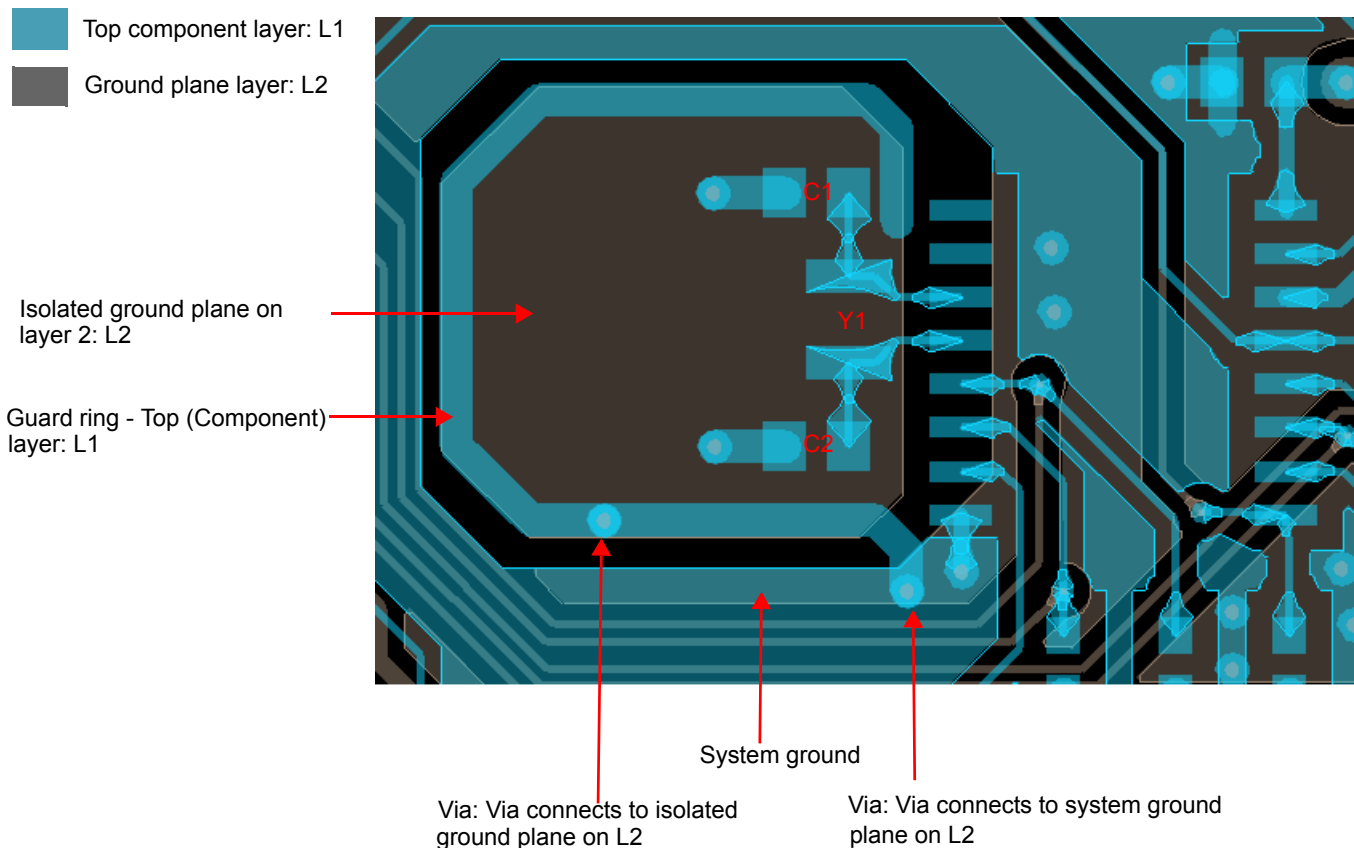 Top component layer: L1
Ground plane layer: L2
C1
Isolated ground plane on
layer 2: L2
Y1
Guard ring - Top (Component)
layer: L1
C2
System ground
Via: Via connects to isolated
ground plane on L2
Via: Via connects to system ground
plane on L2